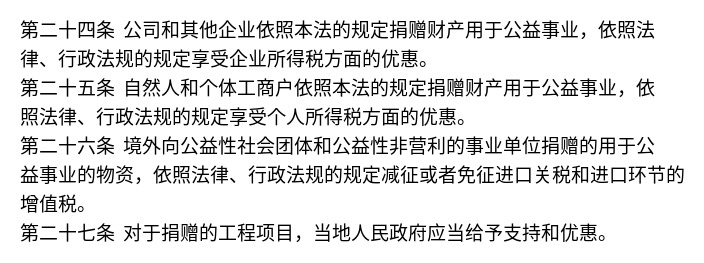 第二十四条 公司和其他企业依照本法的规定捐赠财产用于公益事业，依照法
律、行政法规的规定享受企业所得税方面的优惠。
第二十五条 自然人和个体工商户依照本法的规定捐赠财产用于公益事业，依
照法律、行政法规的规定享受个人所得税方面的优惠。
第二十六条 境外向公益性社会团体和公益性非营利的事业单位捐赠的用于公
益事业的物资，依照法律、行政法规的规定减征或者免征进口关税和进口环节的
增值税。
第二十七条 对于捐赠的工程项目，当地人民政府应当给予支持和优惠。